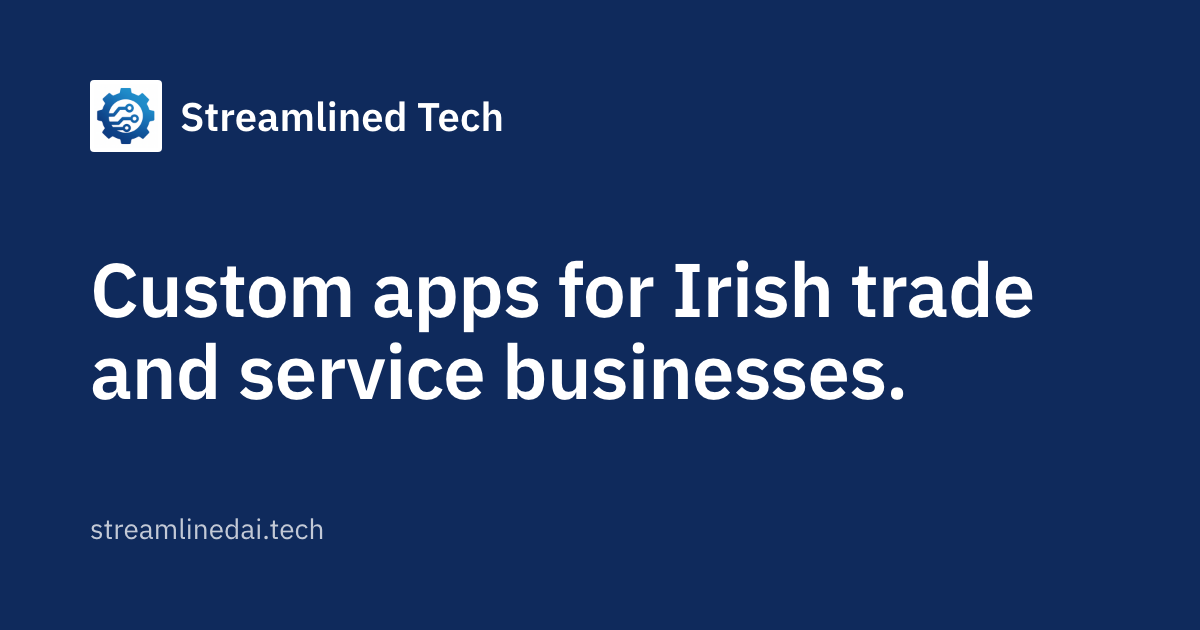 Streamlined Tech
Custom apps for Irish trade
and service businesses.
streamlinedai.tech